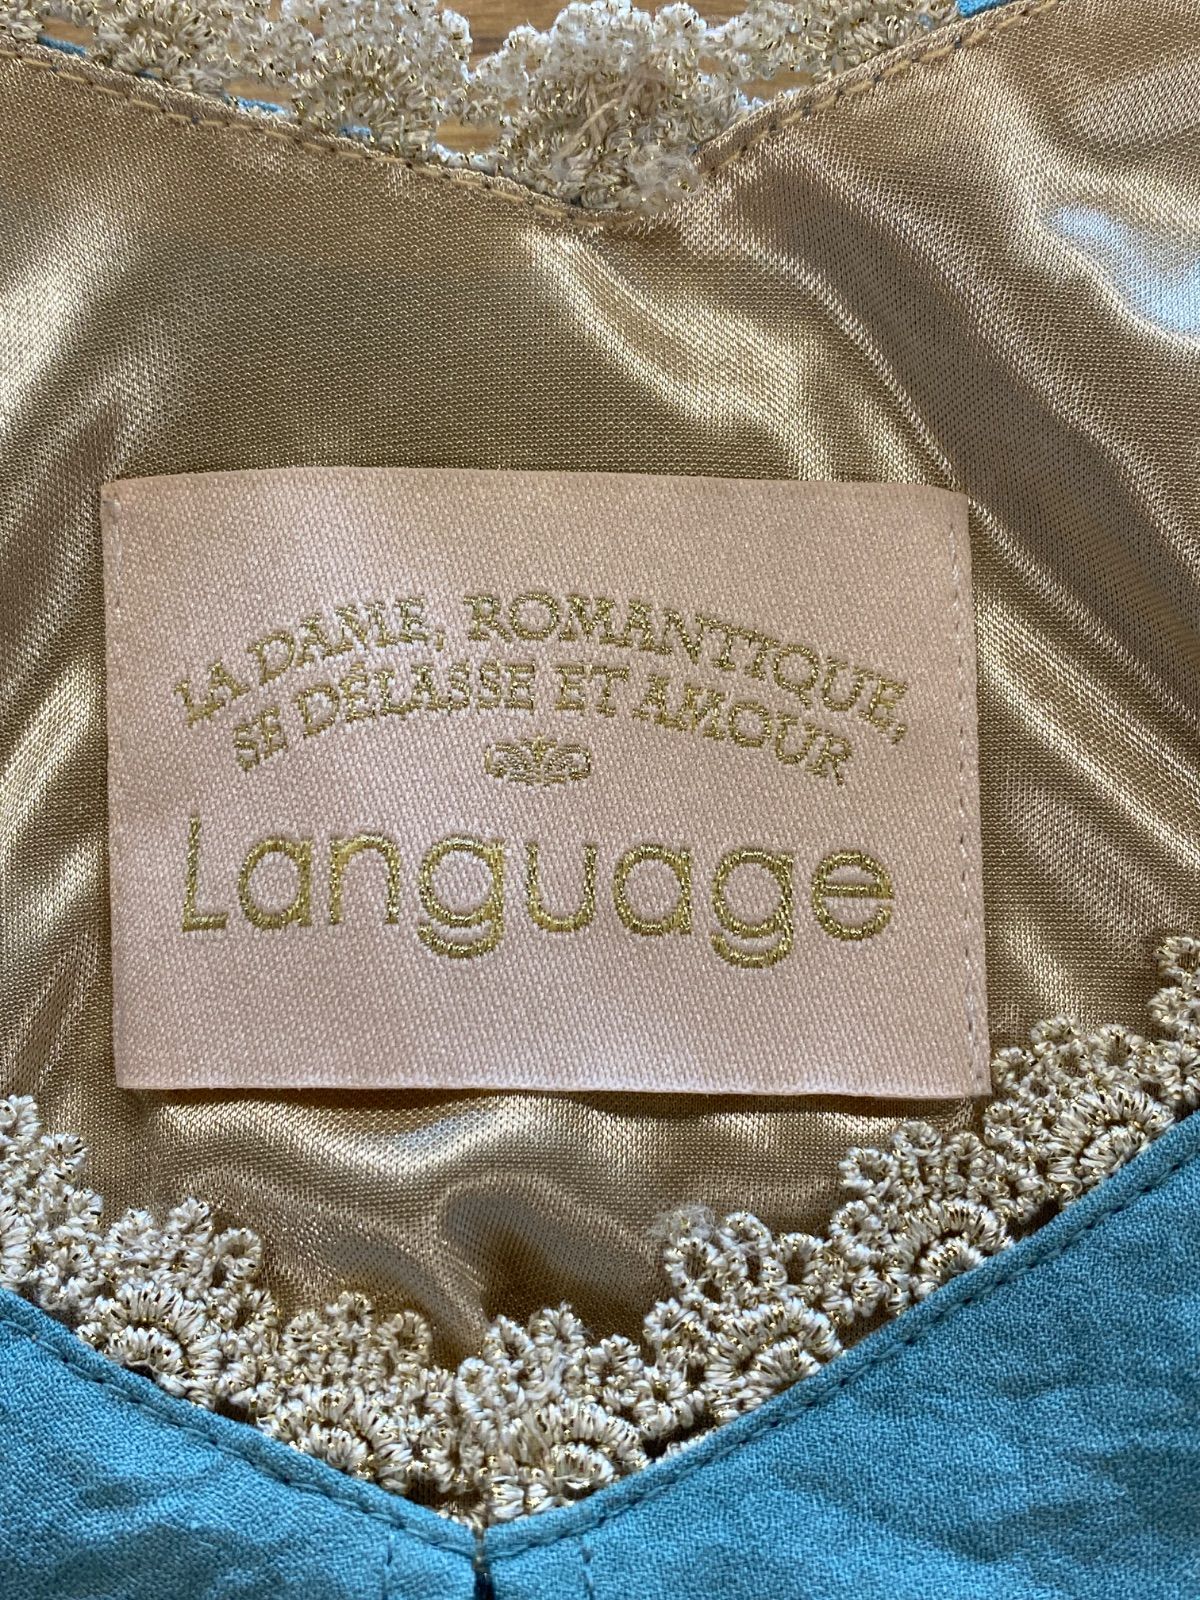 LA DAME, ROMANTIQUE,
SE DÉLASSE ET AMOUR
Language